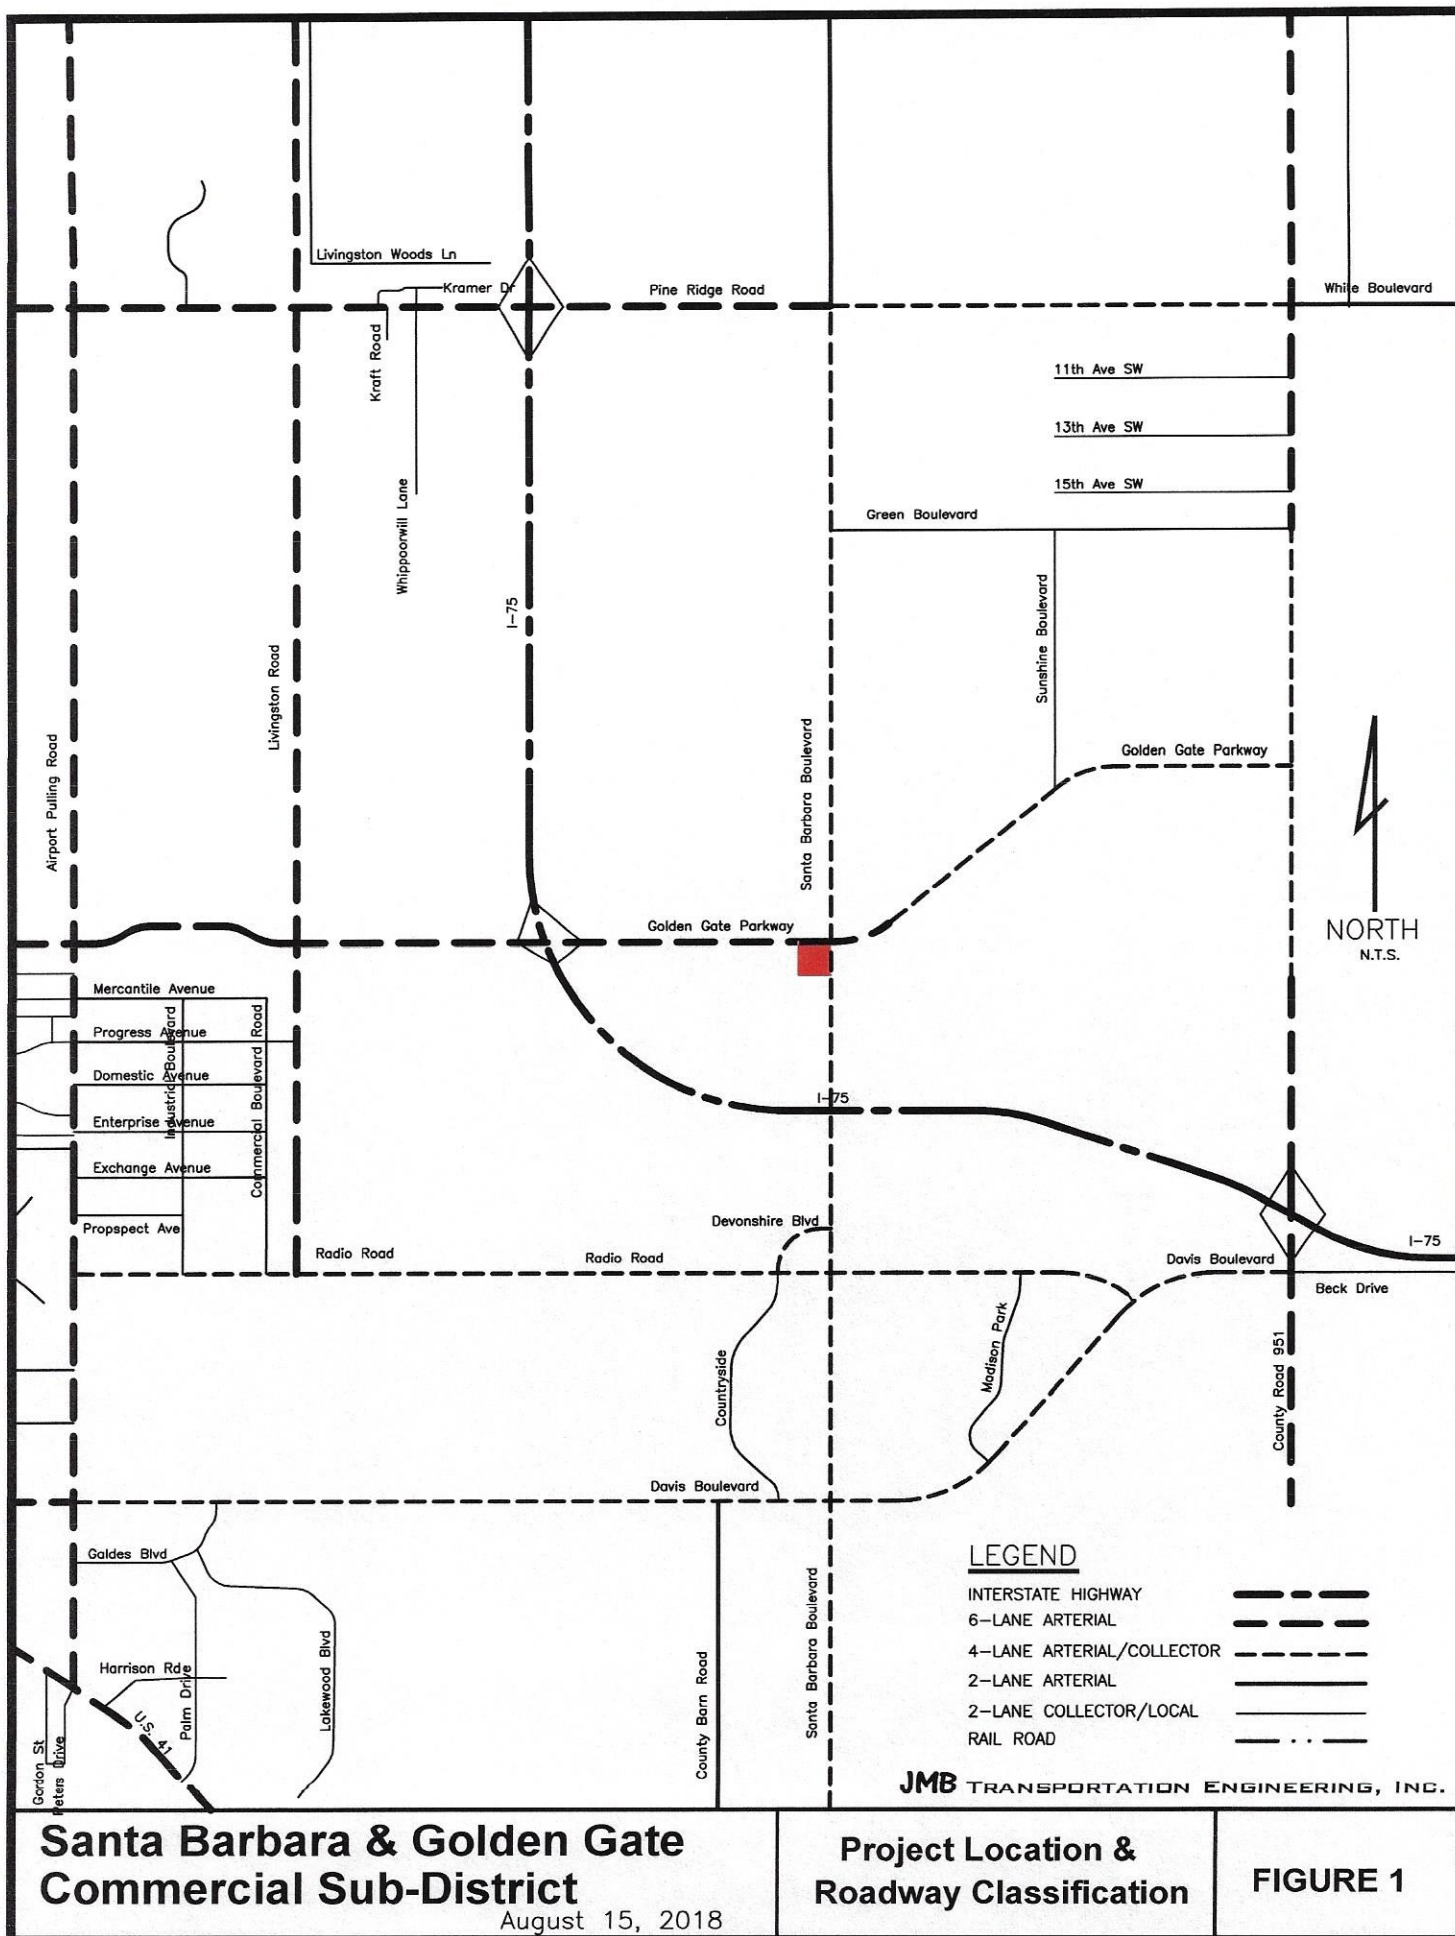 Livingston Woods Ln
Kramer Dr
Pine Ridge Road
White Boulevard
Kraft Road
11th Ave SW
13th Ave SW
15th Ave SW
Whippoorwill Lane
Green Boulevard
I-75
Sunshine Boulevard
Livingston Road
Airport Pulling Road
Santa Barbara Boulevard
Golden Gate Parkway
Golden Gate Parkway
NORTH
N.T.S.
Mercantile Avenue
Progress Avenue
Domestic Avenue
Enterprise Avenue
Exchange Avenue
Propspect Ave
Industrial Boulevard
Commercial Boulevard Road
I-75
Devonshire Blvd
Radio Road
Radio Road
Davis Boulevard
I-75
Beck Drive
Madison Park
Countryside
County Road 951
Davis Boulevard
Galdes Blvd
Harrison Rde
Palm Drive
Lakewood Blvd
U.S. 41
Gordon St
Peters Drive
County Barn Road
Santa Barbara Boulevard
LEGEND
INTERSTATE HIGHWAY
6-LANE ARTERIAL
4-LANE ARTERIAL/COLLECTOR
2-LANE ARTERIAL
2-LANE COLLECTOR/LOCAL
RAIL ROAD
JMB TRANSPORTATION ENGINEERING, INC.
Santa Barbara & Golden Gate
Commercial Sub-District
August 15, 2018
Project Location &
Roadway Classification
FIGURE 1